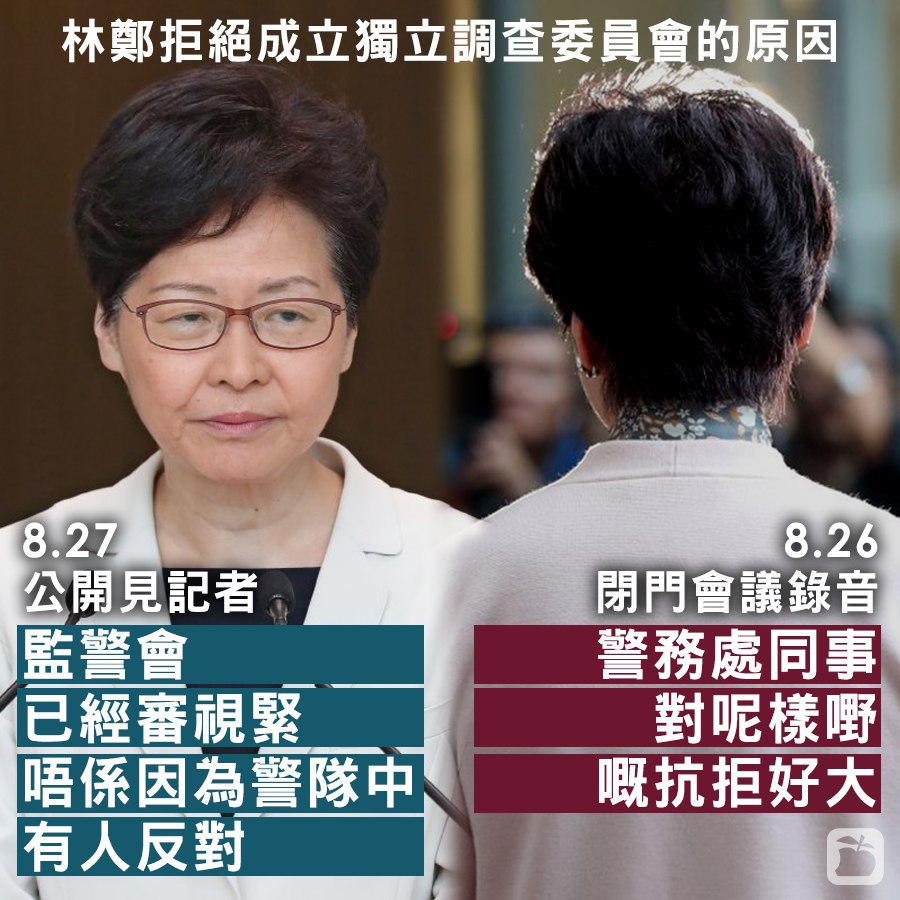 林鄭拒絕成立獨立調查委員會的原因
8.27
公開見記者
監警會
已經審視緊
唔係因為警隊中
有人反對
8.26
閉門會議錄音
警務處同事
對呢樣嘢
嘅抗拒好大